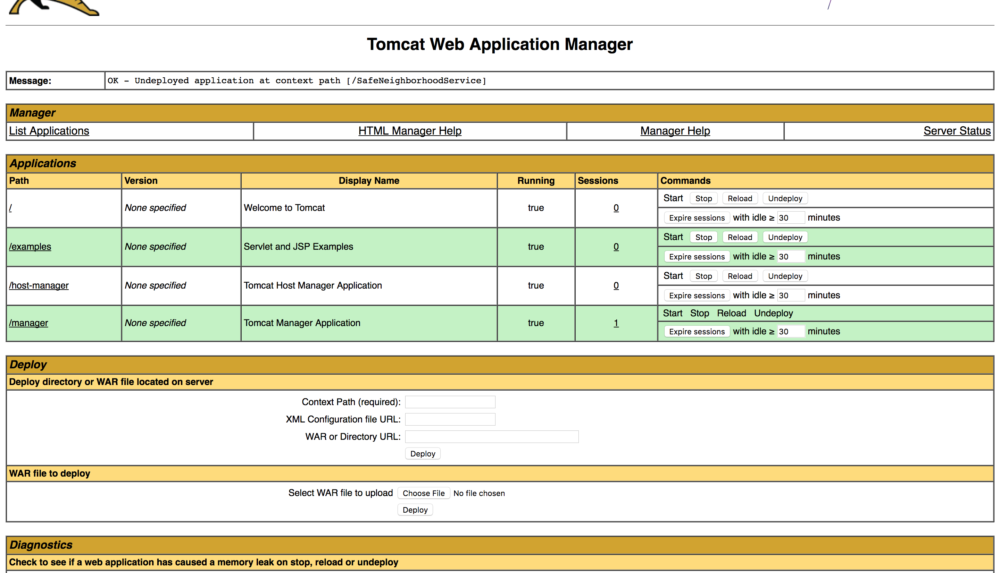 Tomcat Web Application Manager
Message: OK - Undeployed application at context path [/SafeNeighborhoodService]
Manager
List Applications HTML Manager Help Manager Help Server Status
Applications
Path Version Display Name Running Sessions Commands
/ None specified Welcome to Tomcat true 0 Start Stop Reload Undeploy
Expire sessions with idle ≥ 30 minutes
/examples None specified Servlet and JSP Examples true 0 Start Stop Reload Undeploy
Expire sessions with idle ≥ 30 minutes
/host-manager None specified Tomcat Host Manager Application true 0 Start Stop Reload Undeploy
Expire sessions with idle ≥ 30 minutes
/manager None specified Tomcat Manager Application true 1 Start Stop Reload Undeploy
Expire sessions with idle ≥ 30 minutes
Deploy
Deploy directory or WAR file located on server
Context Path (required):
XML Configuration file URL:
WAR or Directory URL:
Deploy
WAR file to deploy
Select WAR file to upload Choose File No file chosen
Deploy
Diagnostics
Check to see if a web application has caused a memory leak on stop, reload or undeploy